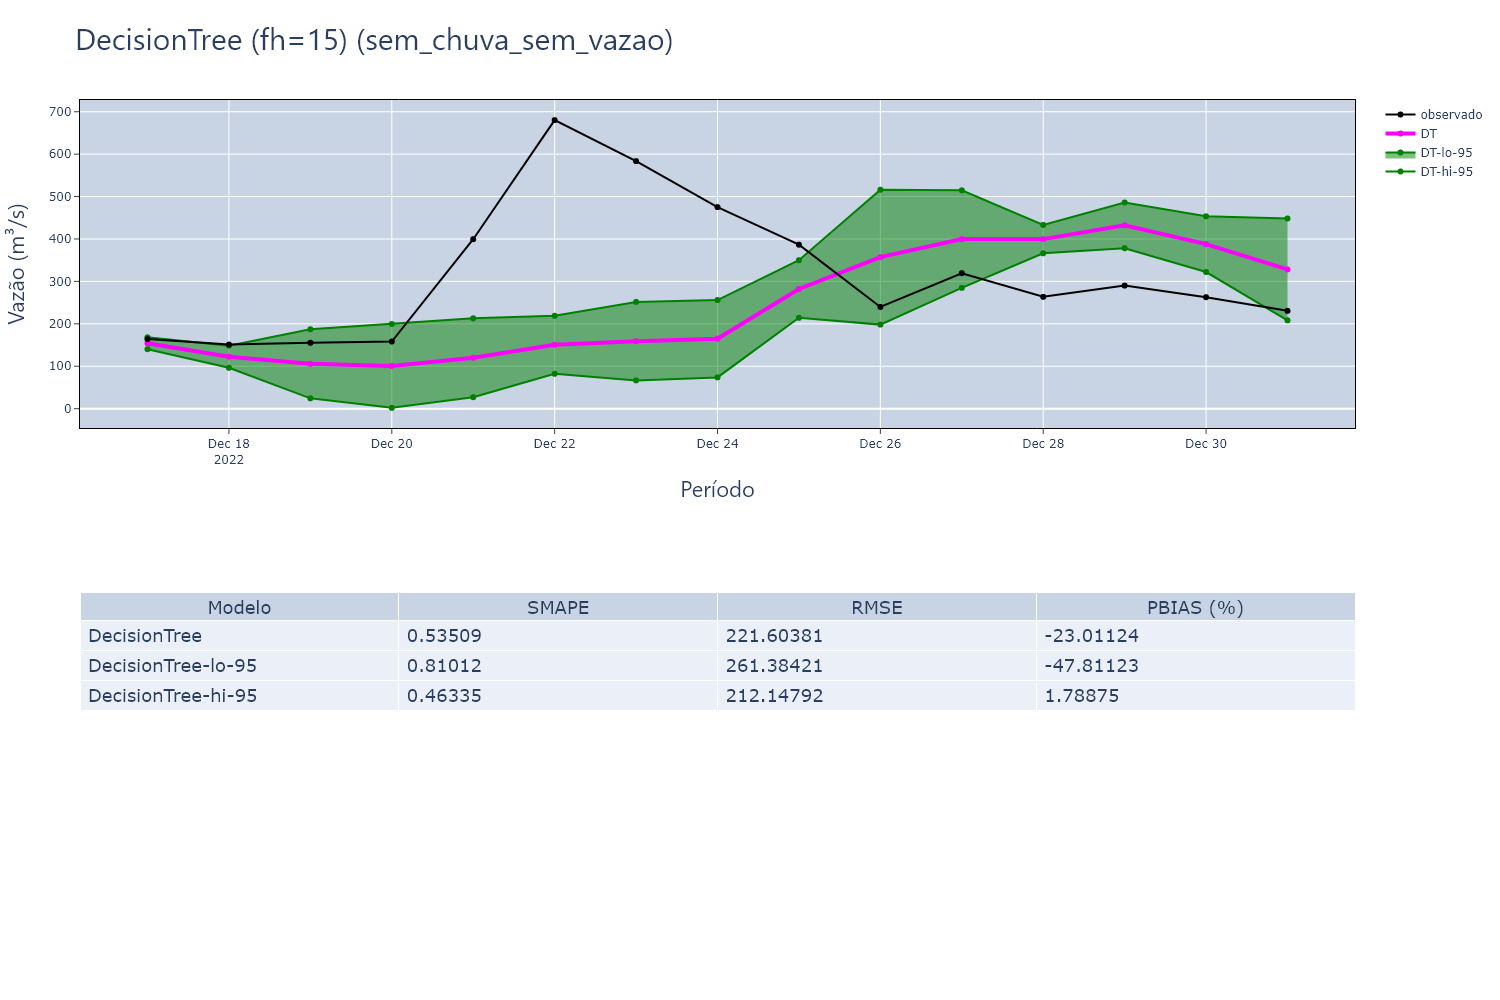 DecisionTree (fh=15) (sem_chuva_sem_vazao)
observado
DT
DT-lo-95
DT-hi-95
Vazão (m³/s)
700
600
500
400
300
200
100
0
Dec 18 Dec 20 Dec 22 Dec 24 Dec 26 Dec 28 Dec 30
2022
Período
Modelo SMAPE RMSE PBIAS (%)
DecisionTree 0.53509 221.60381 -23.01124
DecisionTree-lo-95 0.81012 261.38421 -47.81123
DecisionTree-hi-95 0.46335 212.14792 1.78875